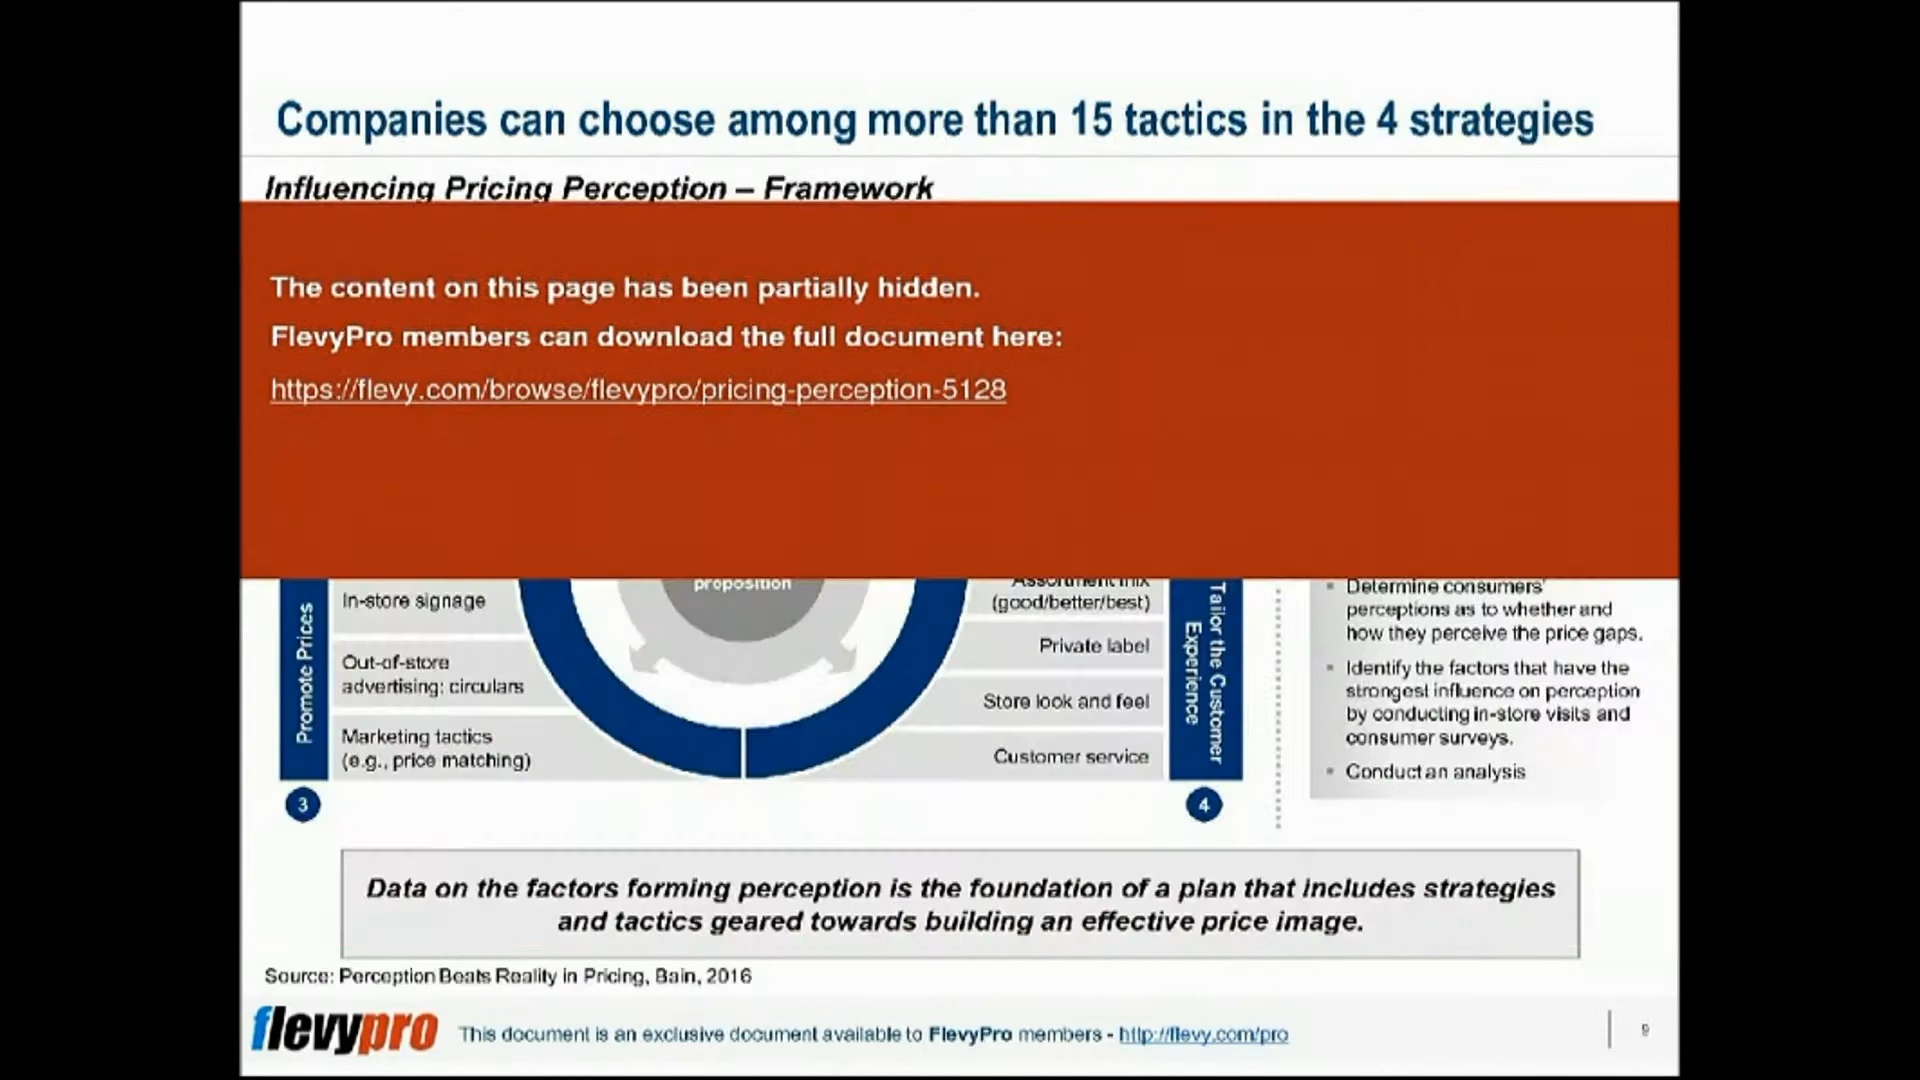 Companies can choose among more than 15 tactics in the 4 strategies
Influencing Pricing Perception – Framework
The content on this page has been partially hidden.
FlevyPro members can download the full document here:
https://flevy.com/browse/flevypro/pricing-perception-5128
proposition
Promote Prices
In-store signage
Out-of-store
advertising: circulars
Marketing tactics
(e.g., price matching)
3
Assortment mix
(good/better/best)
Private label
Store look and feel
Customer service
Tailor the Customer
Experience
4
Determine consumers'
perceptions as to whether and
how they perceive the price gaps.
Identify the factors that have the
strongest influence on perception
by conducting in-store visits and
consumer surveys.
Conduct an analysis
Data on the factors forming perception is the foundation of a plan that includes strategies
and tactics geared towards building an effective price image.
Source: Perception Beats Reality in Pricing, Bain, 2016
flevypro
This document is an exclusive document available to FlevyPro members - http://flevy.com/pro
9